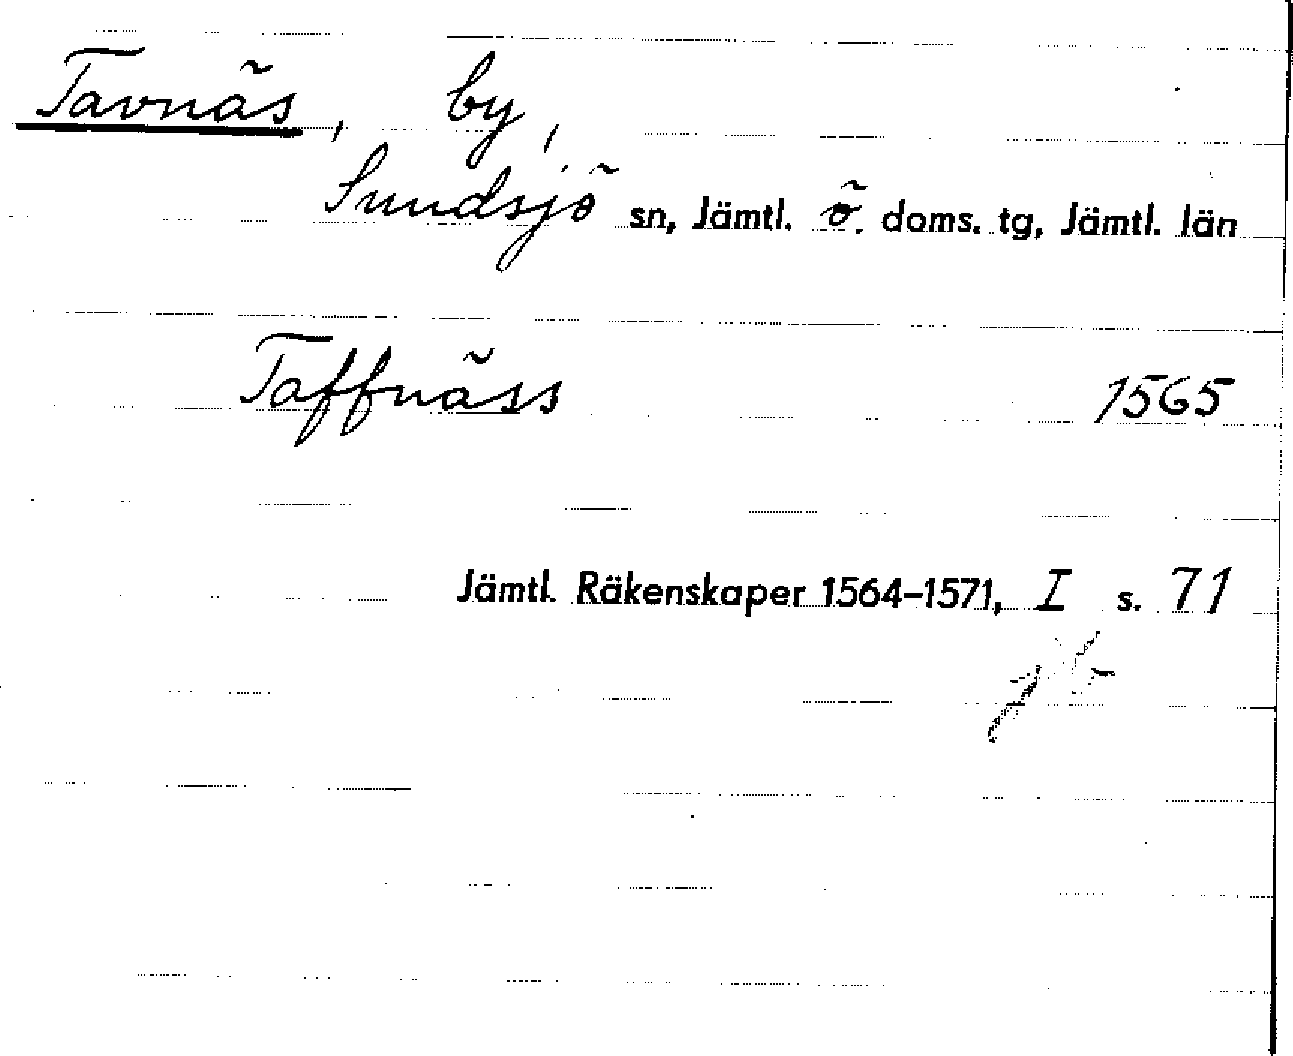 Tavnäs, by,
Sundsjö sn, Jämtl. ö. doms. tg, Jämtl. län
Taffnäss 1565
Jämtl. Räkenskaper 1564–1571, I s. 71